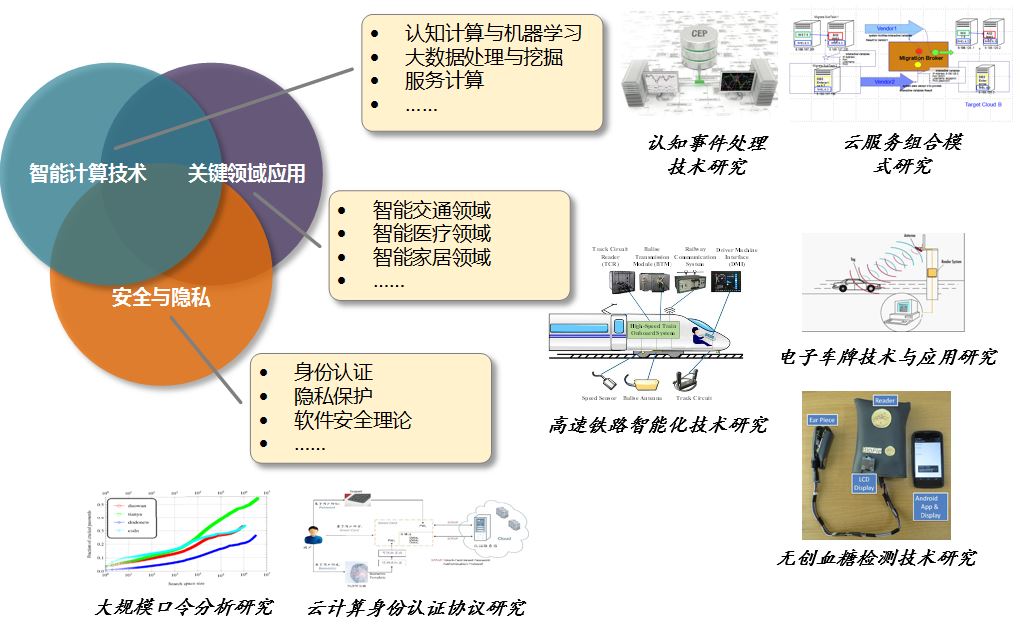 认知计算与机器学习
大数据处理与挖掘
服务计算
......
智能计算技术
关键领域应用
安全与隐私
智能交通领域
智能医疗领域
智能家居领域
......
身份认证
隐私保护
软件安全理论
......
CEP
认知事件处理
技术研究
Vendor1
Migration Broker
Vendor2
Target Cloud B
云服务组合模
式研究
Track Circuit
Reader
(TCR)
Balise
Transmission
Module (BTM)
Railway
Communication
System
Driver Machine
Interface
(DMI)
High-Speed Train
Onboard System
Speed Sensor
Balise Antenna
Track Circuit
高速铁路智能化技术研究
Antenna
Tag
Reader System
电子车牌技术与应用研究
Reader
Ear Piece
LCD
Display
Android
App &
Display
无创血糖检测技术研究
duowan
tianya
dodonew
csdn
Search space size
大规模口令分析研究
Cloud
云计算身份认证协议研究